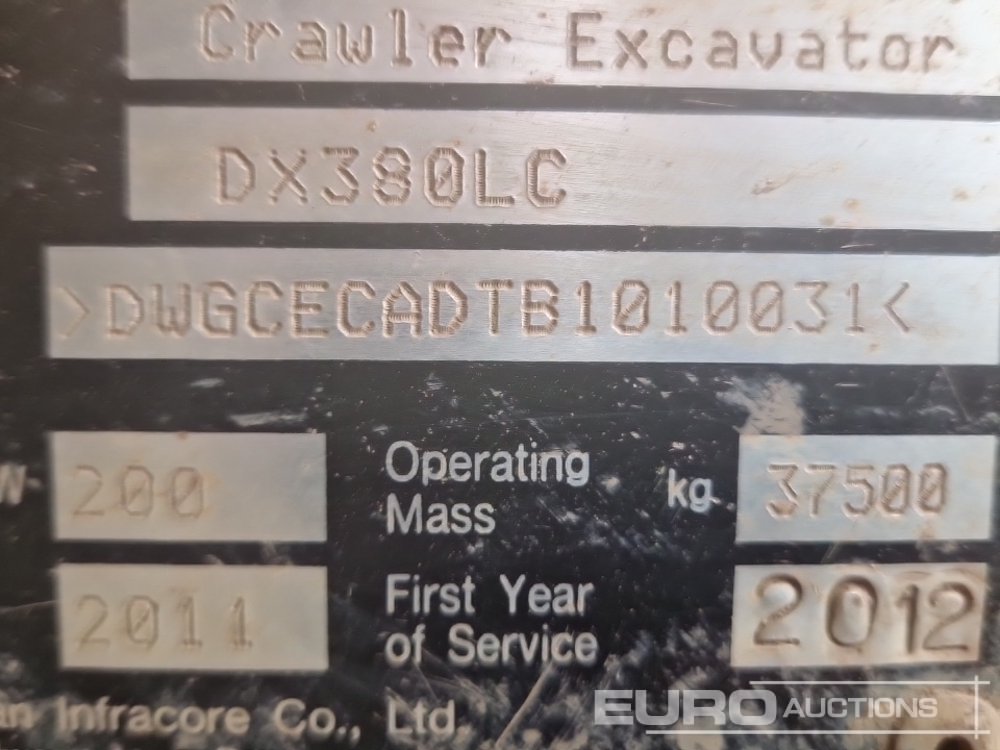 Crawler Excavator
DX380LC
>DWGCECADTB1010031<
W 200 Operating Mass kg 37500
2011 First Year of Service 2012
an Infracore Co., Ltd.
EURO AUCTIONS